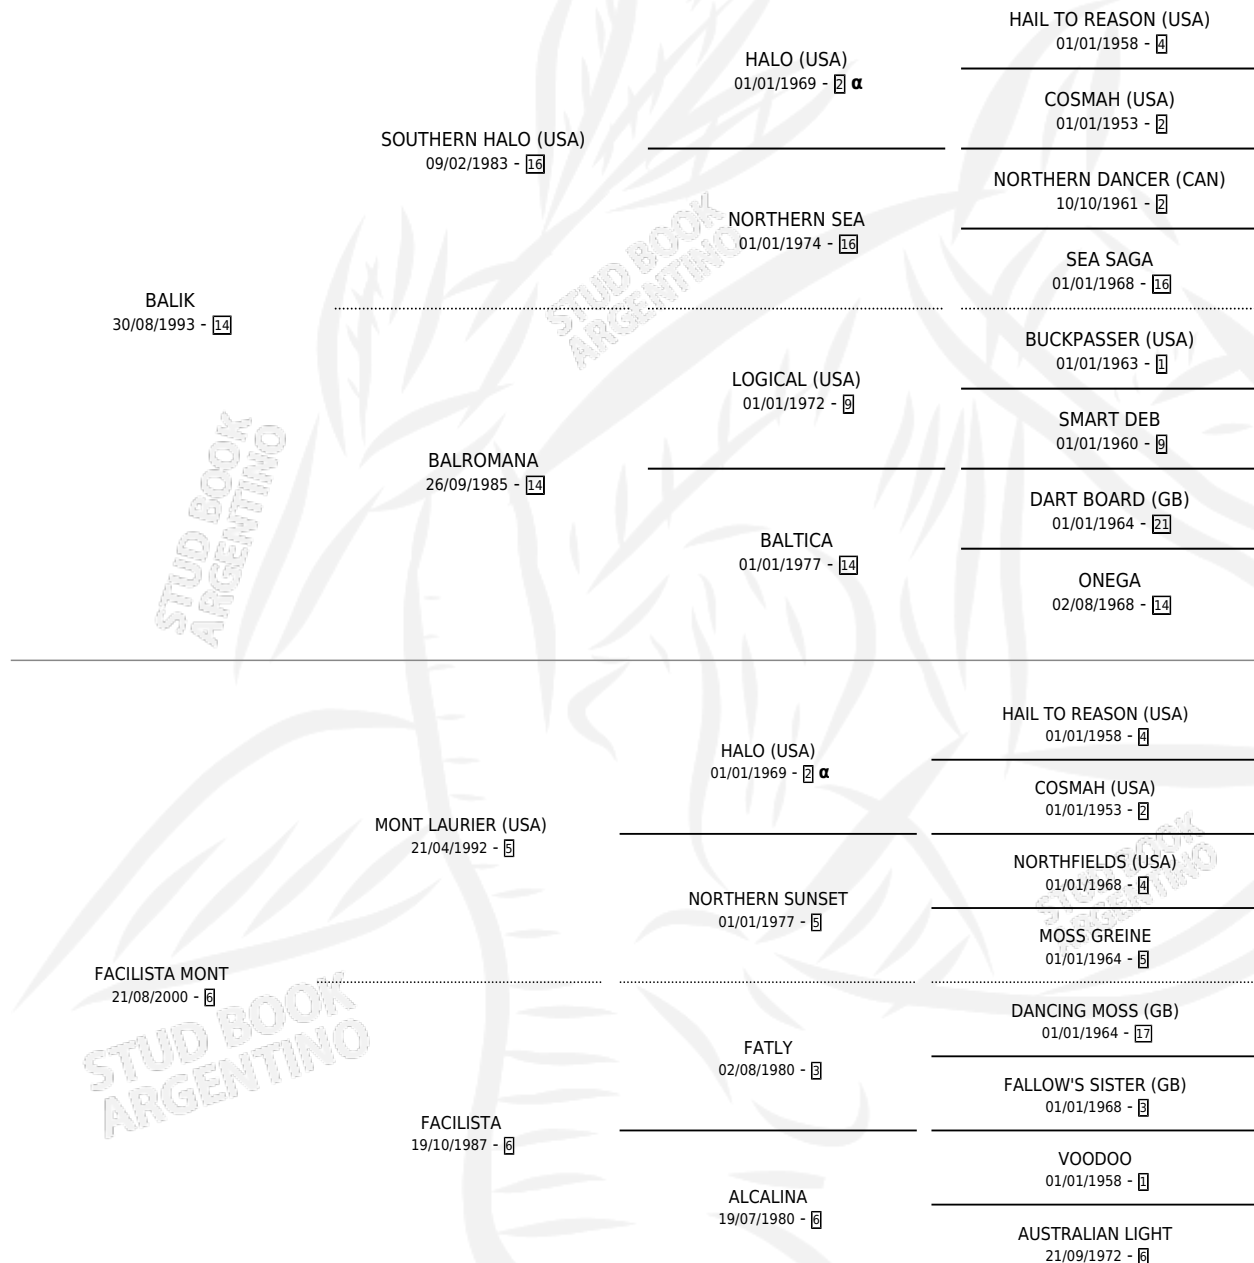 HAIL TO REASON (USA)
01/01/1958 - 4
HALO (USA)
01/01/1969 - 2 α
COSMAH (USA)
01/01/1953 - 2
SOUTHERN HALO (USA)
09/02/1983 - 16
NORTHERN DANCER (CAN)
10/10/1961 - 2
NORTHERN SEA
01/01/1974 - 16
SEA SAGA
01/01/1968 - 16
BALIK
30/08/1993 - 14
BUCKPASSER (USA)
01/01/1963 - 1
LOGICAL (USA)
01/01/1972 - 9
SMART DEB
01/01/1960 - 9
BALROMANA
26/09/1985 - 14
DART BOARD (GB)
01/01/1964 - 21
BALTICA
01/01/1977 - 14
ONEGA
02/08/1968 - 14
HAIL TO REASON (USA)
01/01/1958 - 4
HALO (USA)
01/01/1969 - 2 α
COSMAH (USA)
01/01/1953 - 2
MONT LAURIER (USA)
21/04/1992 - 5
NORTHFIELDS (USA)
01/01/1968 - 4
NORTHERN SUNSET
01/01/1977 - 5
MOSS GREINE
01/01/1964 - 5
FACILISTA MONT
21/08/2000 - 6
DANCING MOSS (GB)
01/01/1964 - 17
FATLY
02/08/1980 - 3
FALLOW'S SISTER (GB)
01/01/1968 - 3
FACILISTA
19/10/1987 - 6
VOODOO
01/01/1958 - 1
ALCALINA
19/07/1980 - 6
AUSTRALIAN LIGHT
21/09/1972 - 6
STUD BOOK
ARGENTINO
STUD BOOK
ARGENTINO
STUD BOOK
ARGENTINO
STUD BOOK
ARGENTINO